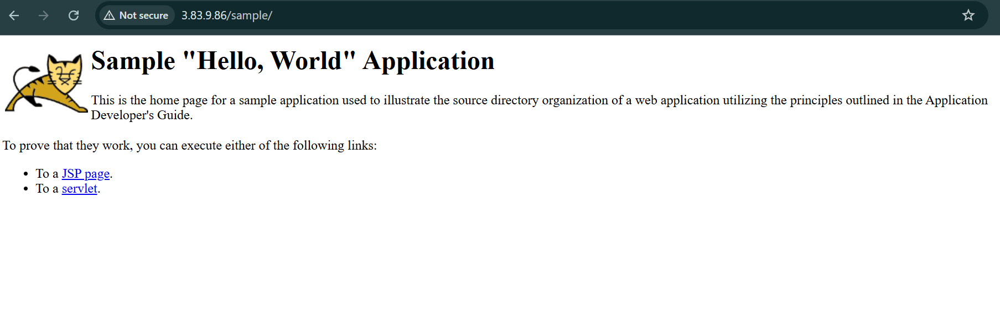 Not secure 3.83.9.86/sample/
Sample "Hello, World" Application
This is the home page for a sample application used to illustrate the source directory organization of a web application utilizing the principles outlined in the Application
Developer's Guide.
To prove that they work, you can execute either of the following links:
• To a JSP page.
• To a servlet.